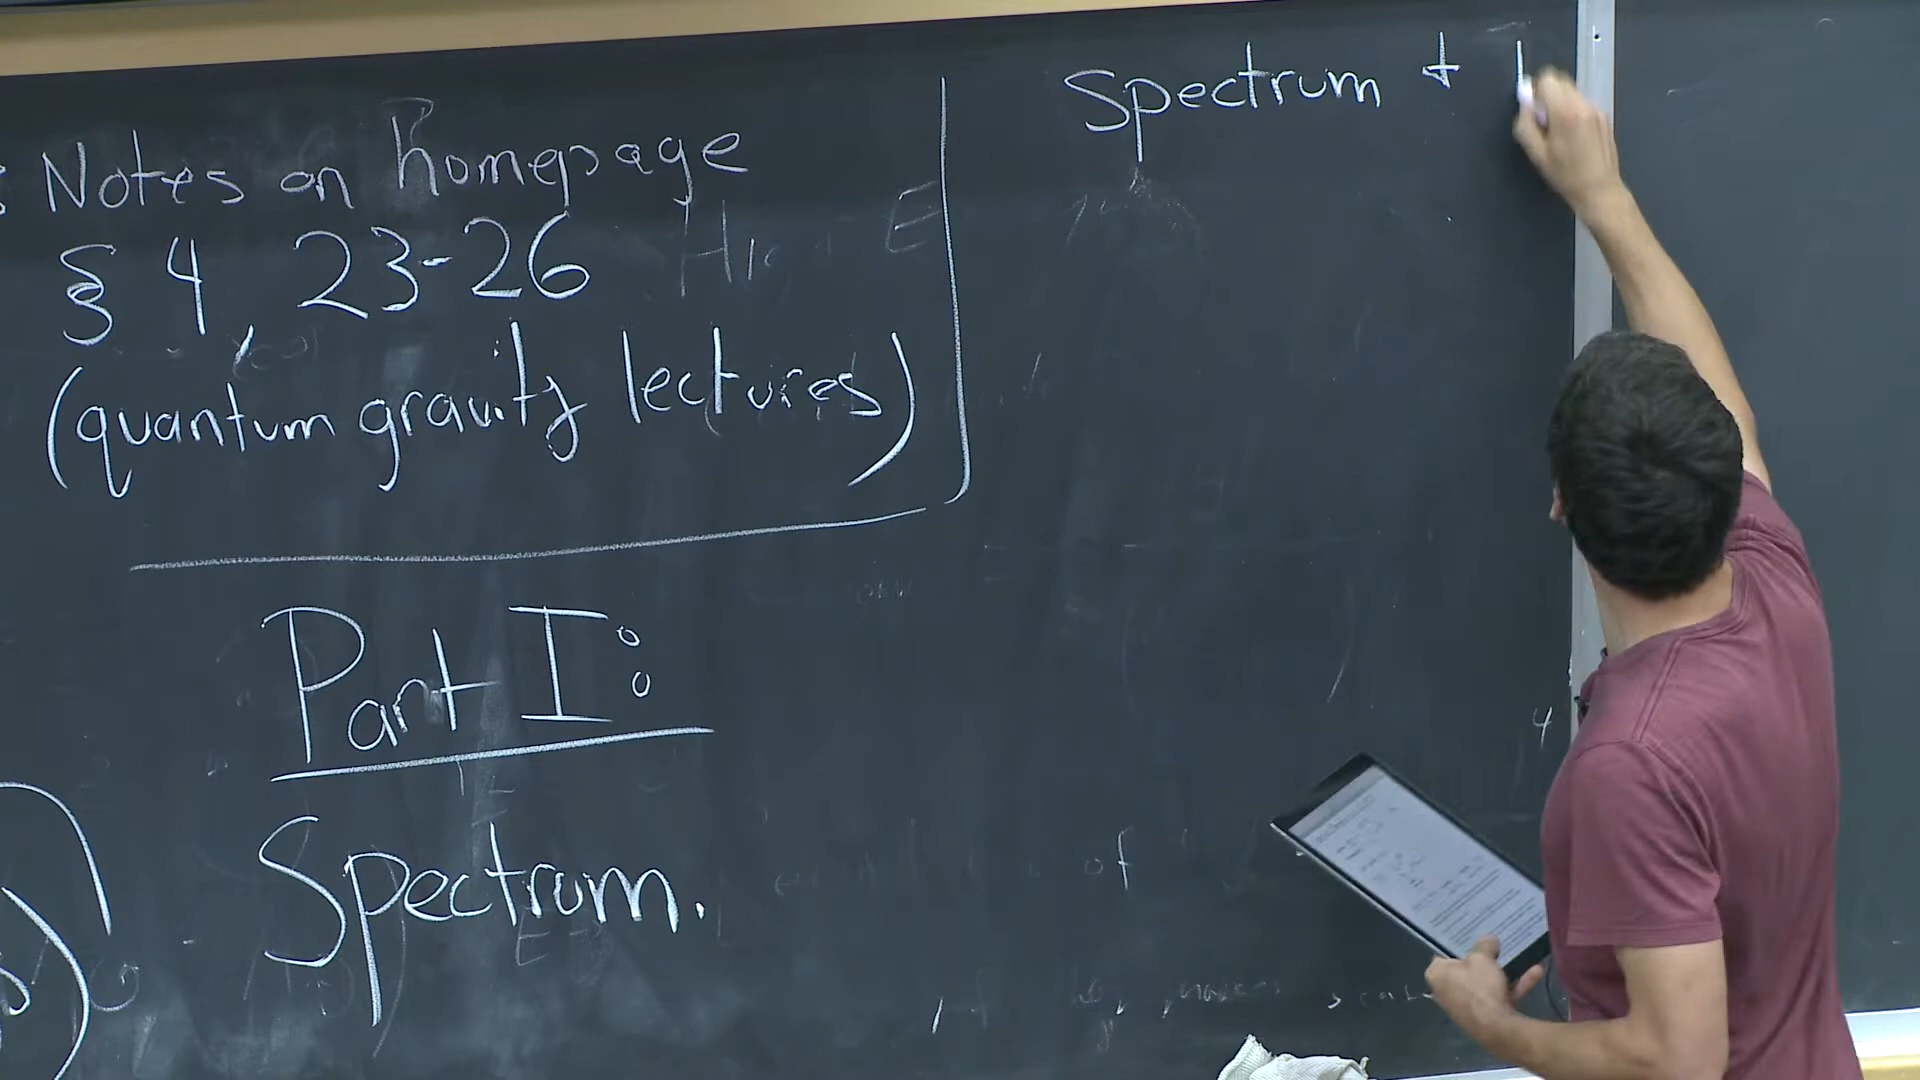 : Notes on homepage
§ 4, 23-26
(quantum gravity lectures)
Part I:
Spectrum.
Spectrum +